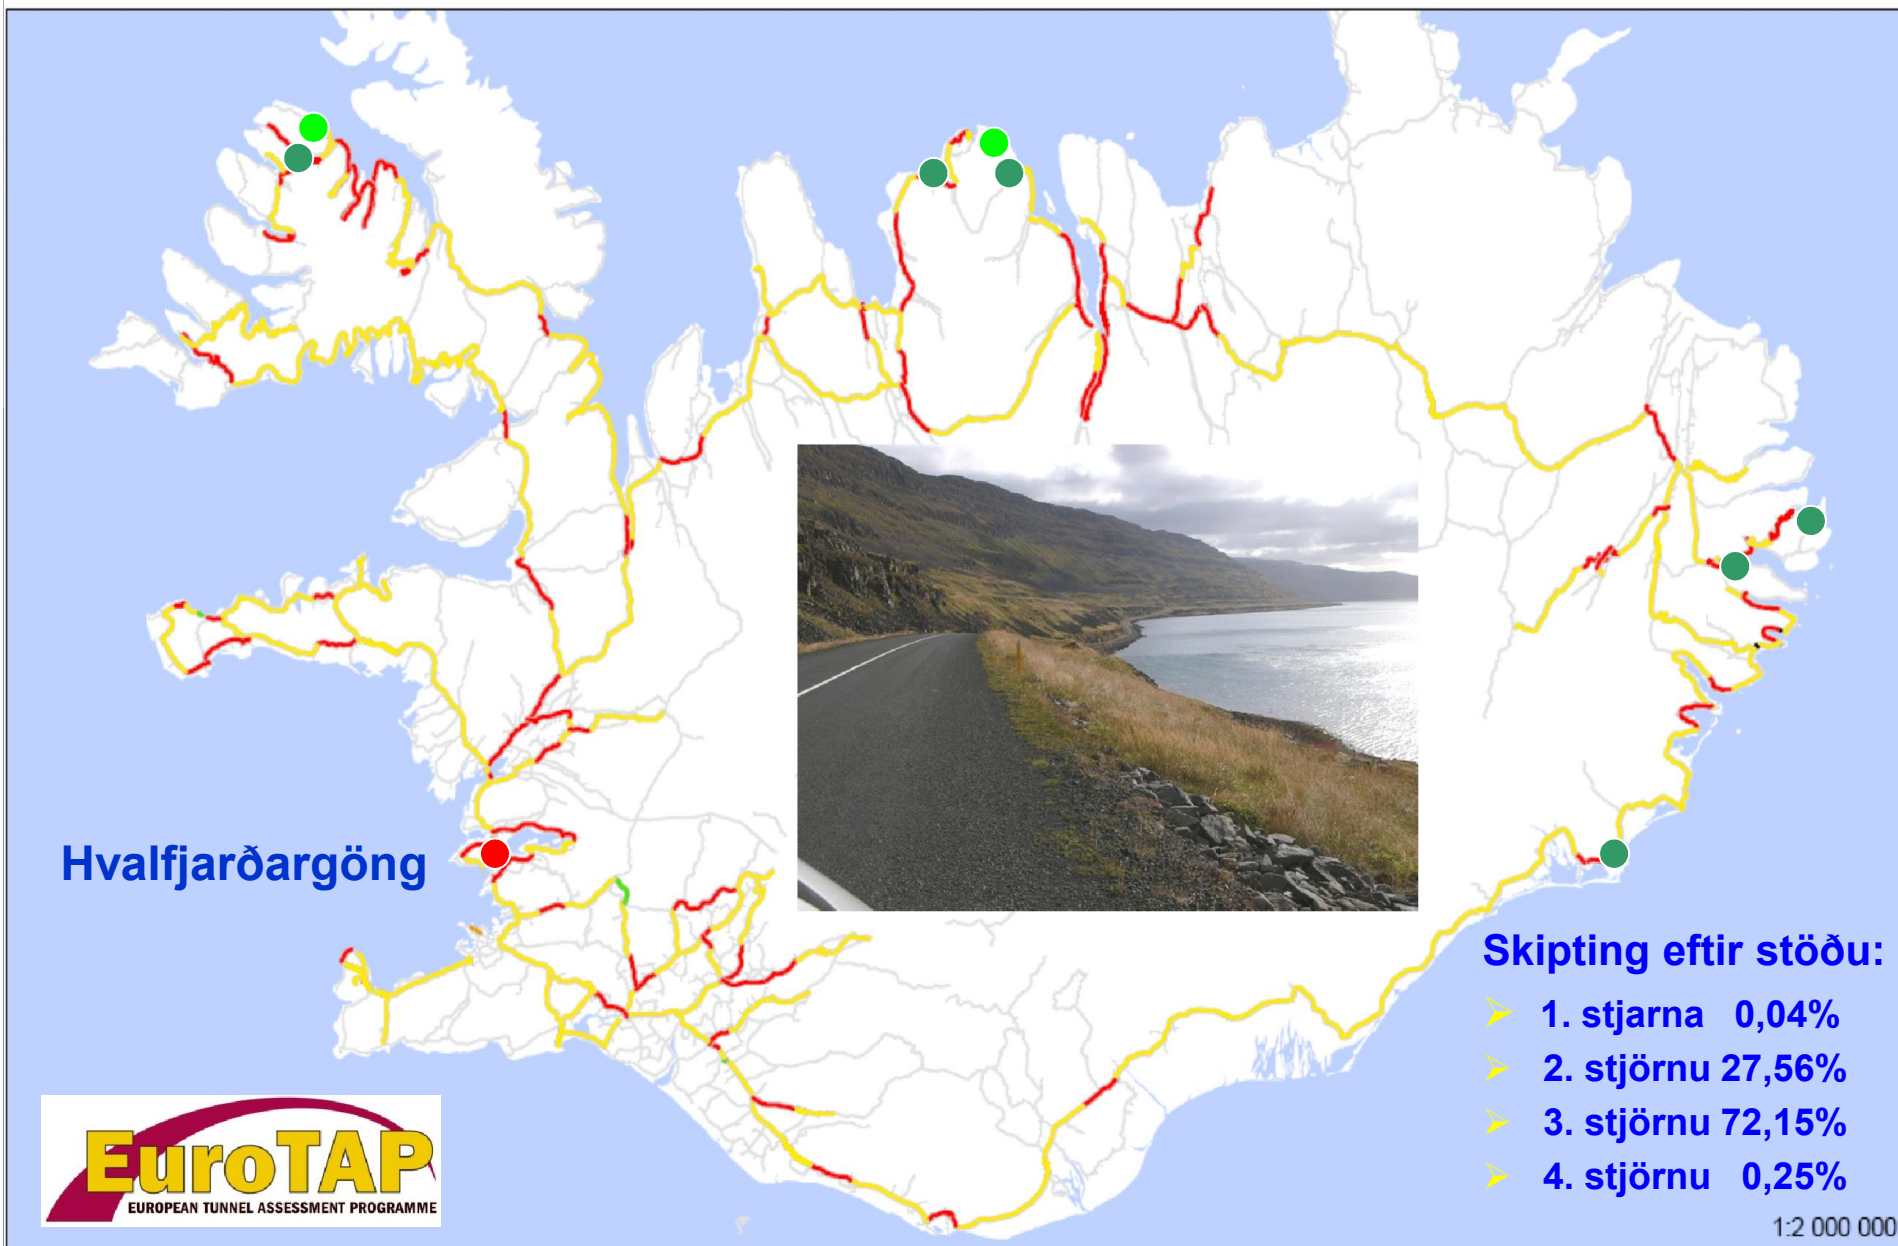 Hvalfjarðargöng
Skipting eftir stöðu:
1. stjarna 0,04%
2. stjörnu 27,56%
3. stjörnu 72,15%
4. stjörnu 0,25%
EuroTAP
EUROPEAN TUNNEL ASSESSMENT PROGRAMME
1:2 000 000